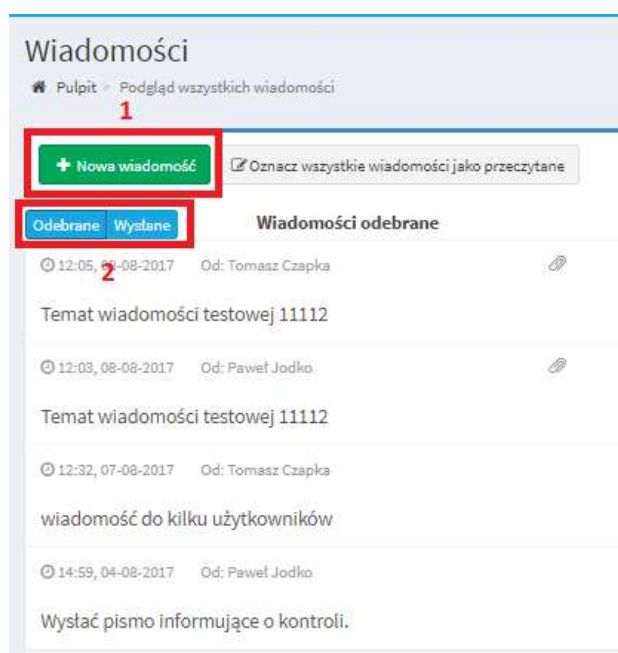 Wiadomości
Pulpit > Podgląd wszystkich wiadomości
1
+ Nowa wiadomość Oznacz wszystkie wiadomości jako przeczytane
Odebrane Wysłane Wiadomości odebrane
12:05, 08-08-2017 Od: Tomasz Czapka
2
Temat wiadomości testowej 11112
12:03, 08-08-2017 Od: Paweł Jodko
Temat wiadomości testowej 11112
12:32, 07-08-2017 Od: Tomasz Czapka
wiadomość do kilku użytkowników
14:59, 04-08-2017 Od: Paweł Jodko
Wysłać pismo informujące o kontroli.